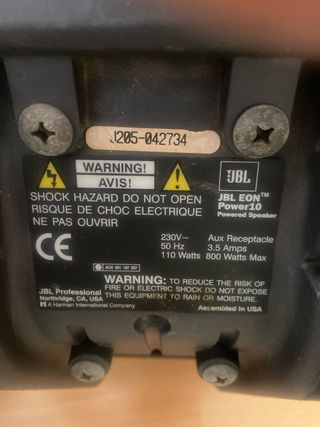 J205-042734
WARNING!
AVIS!
SHOCK HAZARD DO NOT OPEN
RISQUE DE CHOC ELECTRIQUE
NE PAS OUVRIR
JBL
JBL EON™
Power10
Powered Speaker
CE
230V~
50 Hz
110 Watts
Aux Receptacle
3.5 Amps
800 Watts Max
JBL Professional
Northridge, CA, USA
H A Harman International Company
WARNING: TO REDUCE THE RISK OF
FIRE OR ELECTRIC SHOCK DO NOT EXPOSE
THIS EQUIPMENT TO RAIN OR MOISTURE.
Assembled in USA